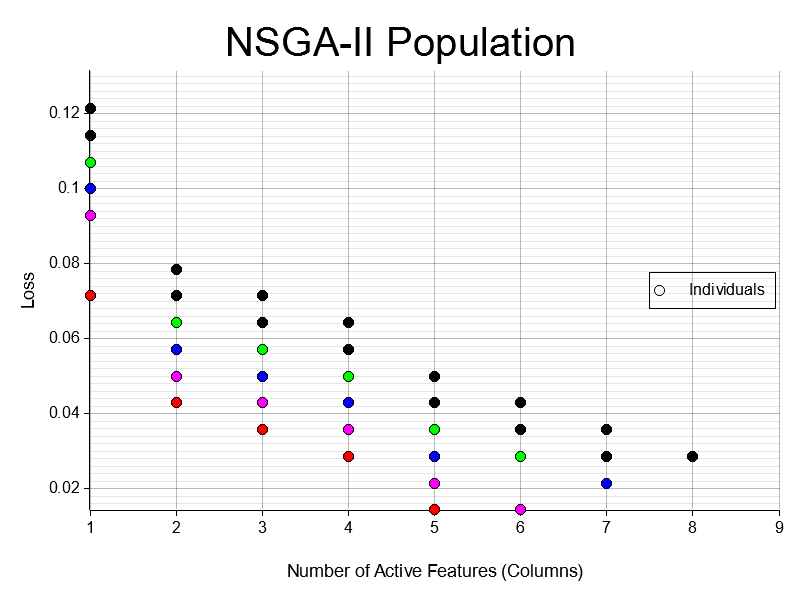 NSGA-II Population
0.12
0.1
0.08
0.06
0.04
0.02
Loss
Individuals
1 2 3 4 5 6 7 8 9
Number of Active Features (Columns)